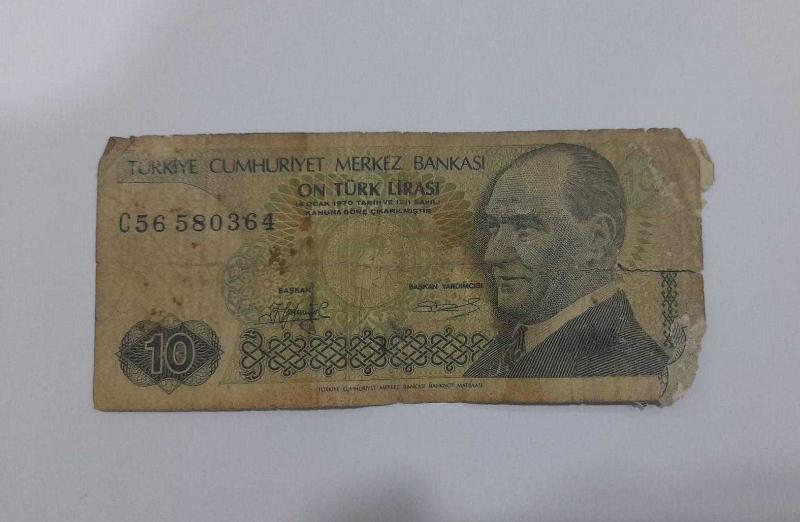 TÜRKİYE CUMHURİYET MERKEZ BANKASI
ON TÜRK LİRASI
14 OCAK 1970 TARİH VE 1211 SAYILI
KANUNA GÖRE ÇIKARILMIŞTIR
10
C56 580364
BAŞKAN
BAŞKAN YARDIMCISI
10
TÜRKİYE CUMHURİYET MERKEZ BANKASI BANKNOT MATBAASI